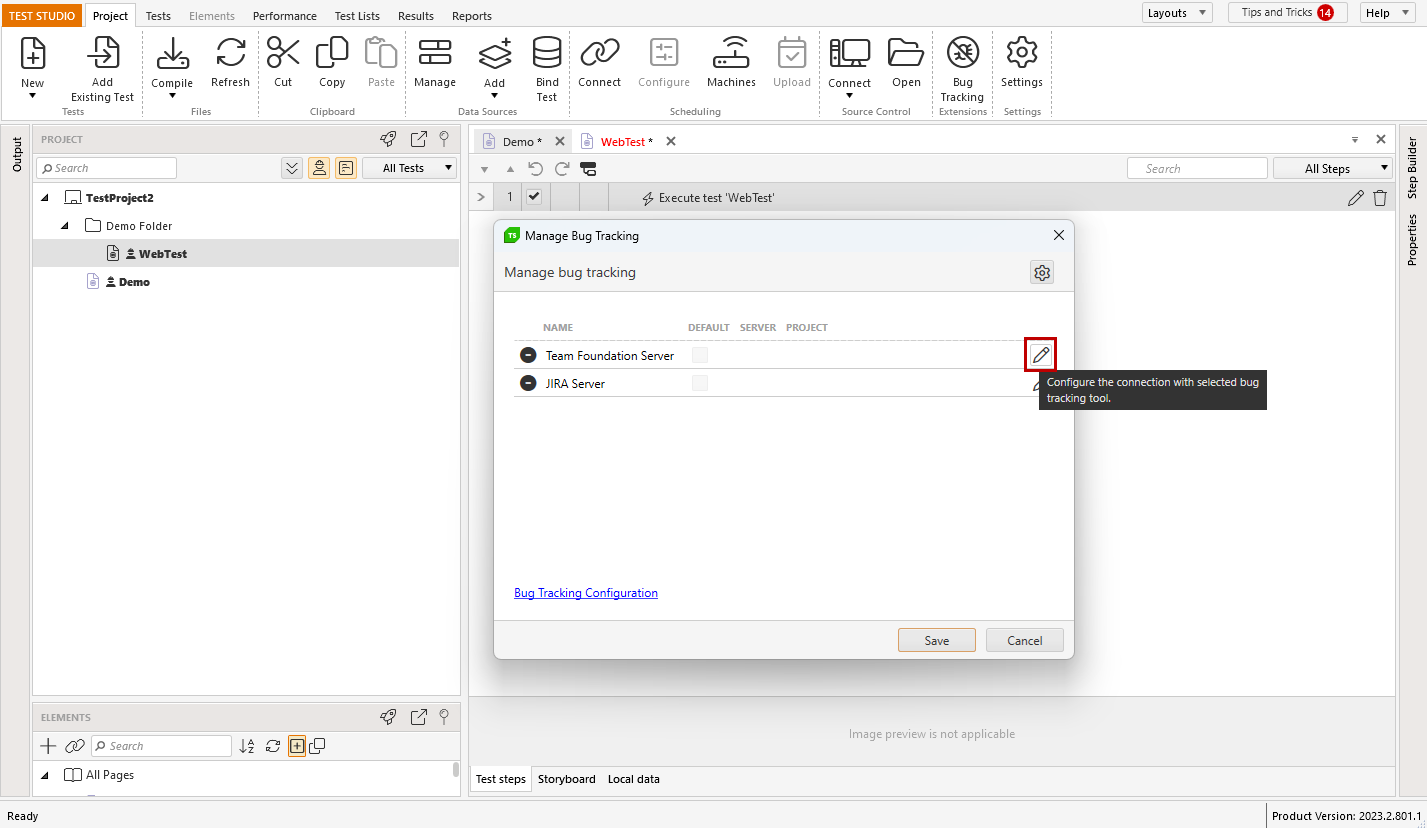 TEST STUDIO Project Tests Elements Performance Test Lists Results Reports Layouts Tips and Tricks 14 Help
New Add Existing Test Compile Refresh Cut Copy Paste Manage Add Bind Test Connect Configure Machines Upload Connect Open Bug Tracking Settings
Tests Files Clipboard Data Sources Scheduling Source Control Extensions Settings
Output
PROJECT
Search All Tests
TestProject2
Demo Folder
WebTest
Demo
ELEMENTS
Search
All Pages
Demo * WebTest *
Search All Steps
1 Execute test 'WebTest'
TS Manage Bug Tracking
Manage bug tracking
NAME DEFAULT SERVER PROJECT
Team Foundation Server
JIRA Server
Configure the connection with selected bug
tracking tool.
Bug Tracking Configuration
Save Cancel
Image preview is not applicable
Test steps Storyboard Local data
Step Builder
Properties
Ready Product Version: 2023.2.801.1